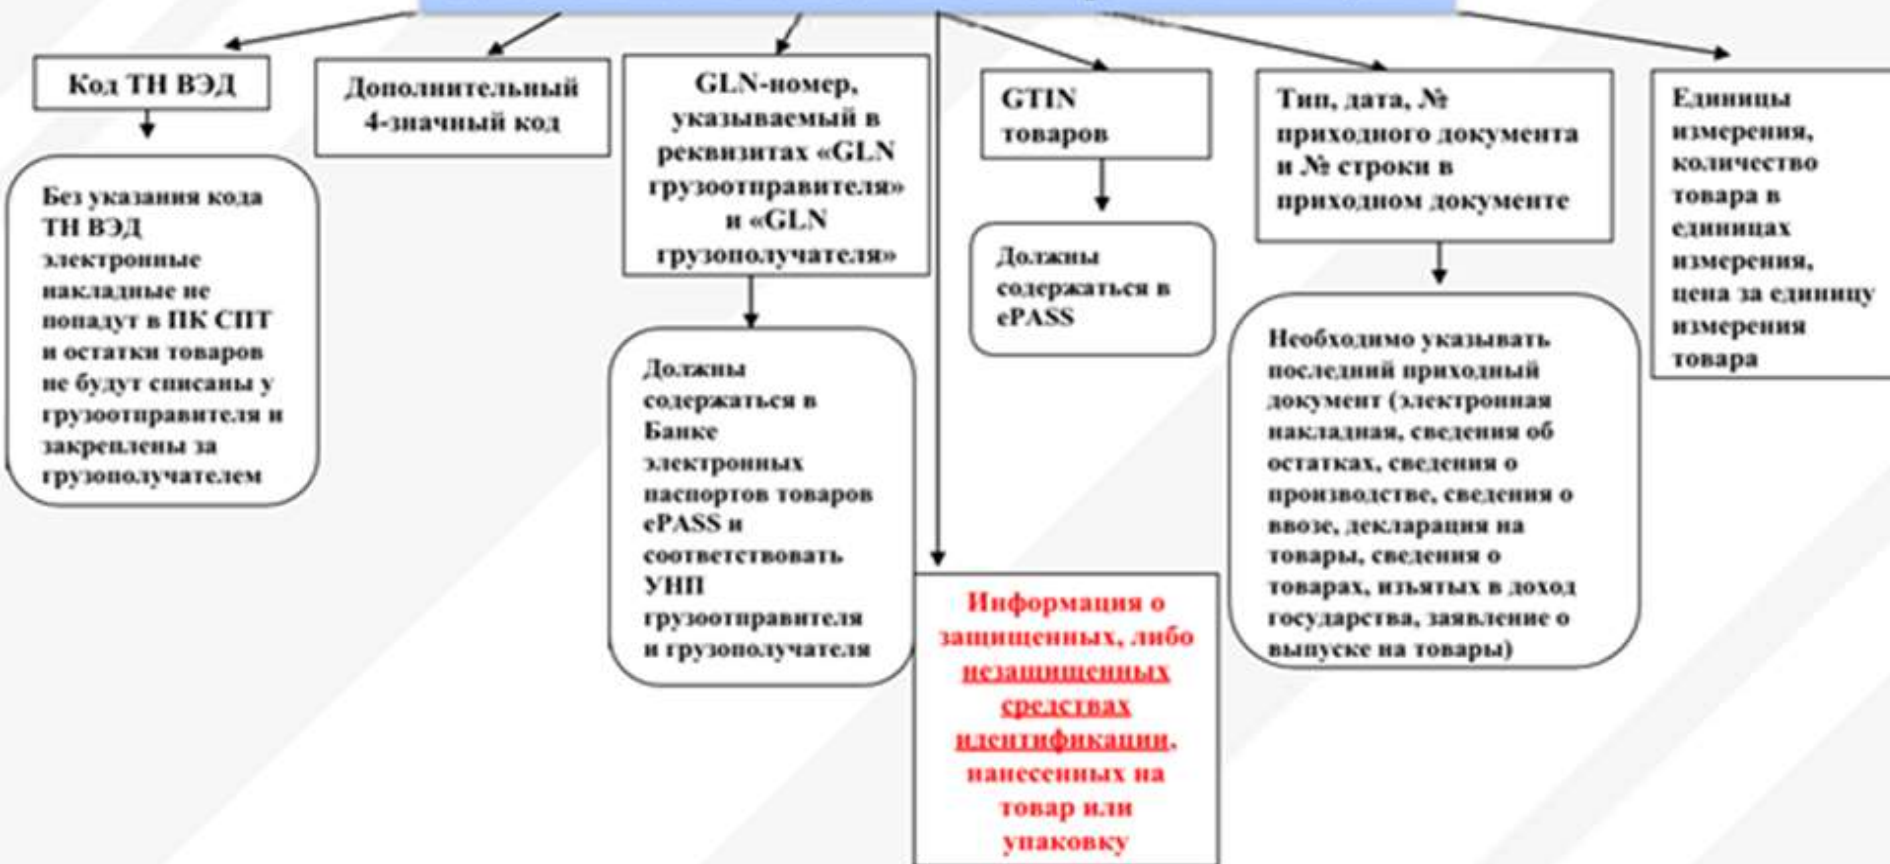 Код ТН ВЭД
Без указания кода
ТН ВЭД
электронные
накладные не
попадут в ПК СПТ
и остатки товаров
не будут списаны у
грузоотправителя и
закреплены за
грузополучателем
Дополнительный
4-значный код
GLN-номер,
указываемый в
реквизитах «GLN
грузоотправителя»
и «GLN
грузополучателя»
Должны
содержаться в
Банке
электронных
паспортов товаров
ePASS и
соответствовать
УНП
грузоотправителя
и грузополучателя
Информация о
защищенных, либо
незащищенных
средствах
идентификации,
нанесенных на
товар или
упаковку
GTIN
товаров
Должны
содержаться в
ePASS
Тип, дата, №
приходного документа
и № строки в
приходном документе
Необходимо указывать
последний приходный
документ (электронная
накладная, сведения об
остатках, сведения о
производстве, сведения о
ввозе, декларация на
товары, сведения о
товарах, изъятых в доход
государства, заявление о
выпуске на товары)
Единицы
измерения,
количество
товара в
единицах
измерения,
цена за единицу
измерения
товара